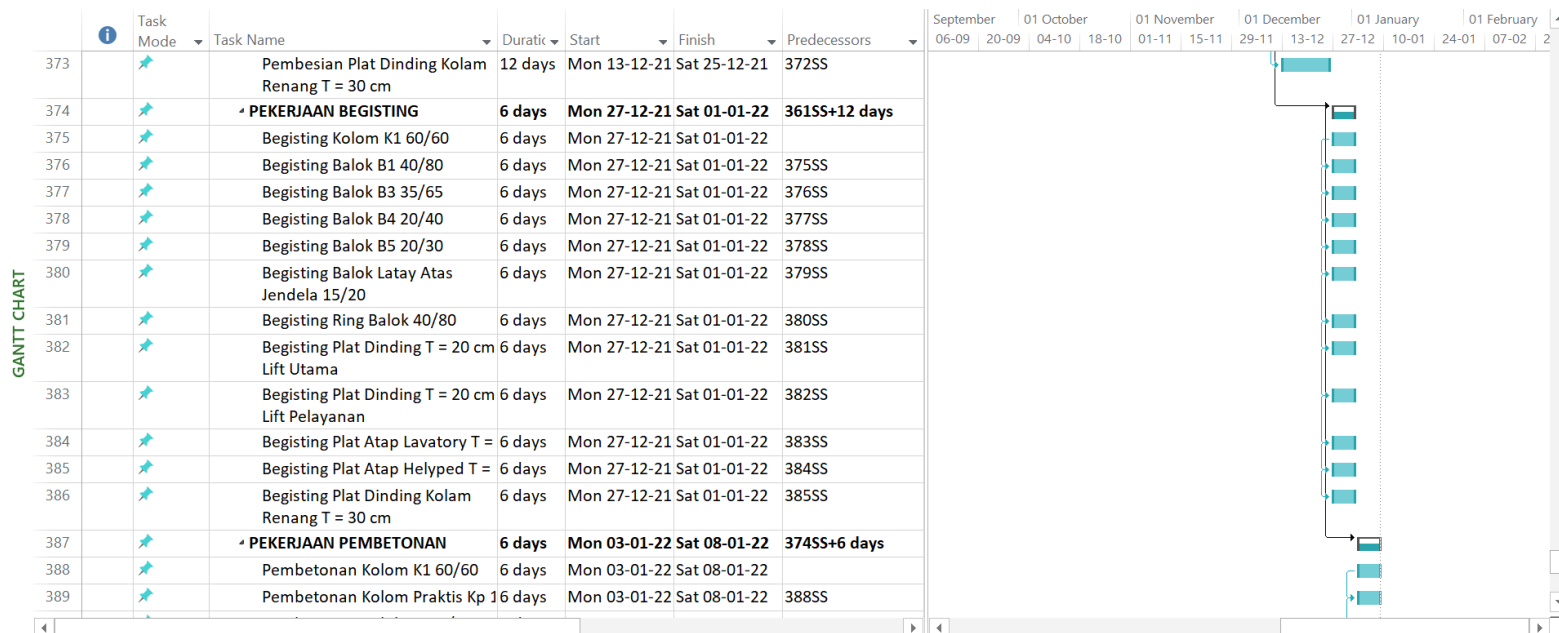 Task Mode
Task Name
Duratic
Start
Finish
Predecessors
September
01 October
01 November
01 December
01 January
01 February
06-09 20-09 04-10 18-10 01-11 15-11 29-11 13-12 27-12 10-01 24-01 07-02 2
GANTT CHART
373 Pembesian Plat Dinding Kolam 12 days Mon 13-12-21 Sat 25-12-21 372SS
Renang T = 30 cm
374 PEKERJAAN BEGISTING 6 days Mon 27-12-21 Sat 01-01-22 361SS+12 days
375 Begisting Kolom K1 60/60 6 days Mon 27-12-21 Sat 01-01-22
376 Begisting Balok B1 40/80 6 days Mon 27-12-21 Sat 01-01-22 375SS
377 Begisting Balok B3 35/65 6 days Mon 27-12-21 Sat 01-01-22 376SS
378 Begisting Balok B4 20/40 6 days Mon 27-12-21 Sat 01-01-22 377SS
379 Begisting Balok B5 20/30 6 days Mon 27-12-21 Sat 01-01-22 378SS
380 Begisting Balok Latay Atas 6 days Mon 27-12-21 Sat 01-01-22 379SS
Jendela 15/20
381 Begisting Ring Balok 40/80 6 days Mon 27-12-21 Sat 01-01-22 380SS
382 Begisting Plat Dinding T = 20 cm 6 days Mon 27-12-21 Sat 01-01-22 381SS
Lift Utama
383 Begisting Plat Dinding T = 20 cm 6 days Mon 27-12-21 Sat 01-01-22 382SS
Lift Pelayanan
384 Begisting Plat Atap Lavatory T = 6 days Mon 27-12-21 Sat 01-01-22 383SS
385 Begisting Plat Atap Helyped T = 6 days Mon 27-12-21 Sat 01-01-22 384SS
386 Begisting Plat Dinding Kolam 6 days Mon 27-12-21 Sat 01-01-22 385SS
Renang T = 30 cm
387 PEKERJAAN PEMBETONAN 6 days Mon 03-01-22 Sat 08-01-22 374SS+6 days
388 Pembetonan Kolom K1 60/60 6 days Mon 03-01-22 Sat 08-01-22
389 Pembetonan Kolom Praktis Kp 1 6 days Mon 03-01-22 Sat 08-01-22 388SS